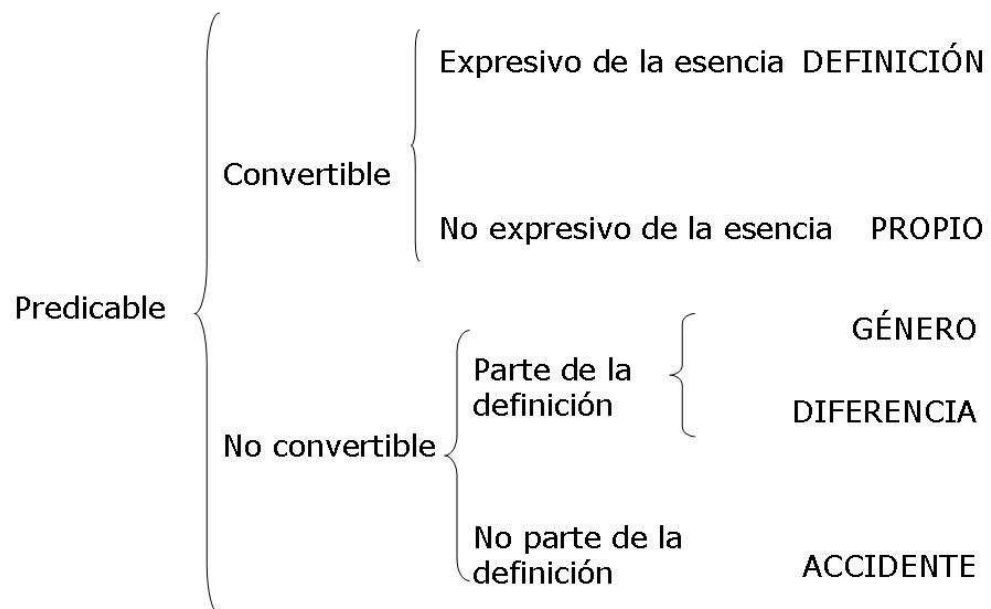 Expresivo de la esencia DEFINICIÓN
Convertible
No expresivo de la esencia PROPIO
Predicable
GÉNERO
Parte de la
definición
DIFERENCIA
No convertible
No parte de la
definición
ACCIDENTE